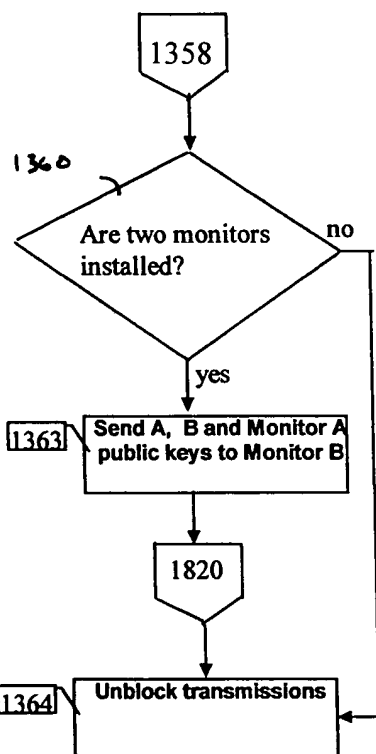 1358
1360
Are two monitors
installed?
no
yes
1363
Send A, B and Monitor A
public keys to Monitor B
1820
1364
Unblock transmissions